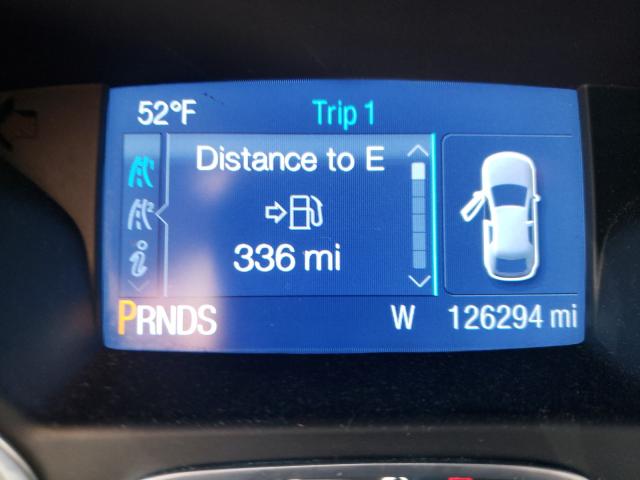 52°F Trip 1
Distance to E
336 mi
PRNDS W 126294 mi